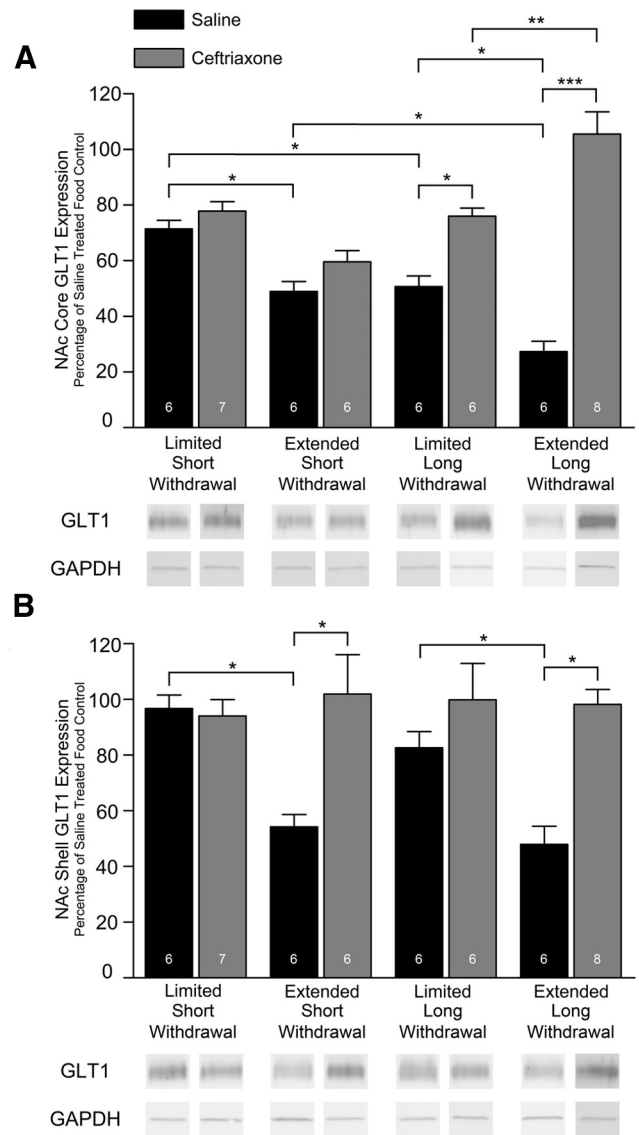 Saline
Ceftriaxone
A
**
*
***
*
*
*
*
NAc Core GLT1 Expression
Percentage of Saline Treated Food Control
120
100
80
60
40
20
0
6 7 6 6 6 6 6 8
Limited Short Withdrawal
Extended Short Withdrawal
Limited Long Withdrawal
Extended Long Withdrawal
GLT1
GAPDH
B
*
*
*
*
NAc Shell GLT1 Expression
Percentage of Saline Treated Food Control
120
100
80
60
40
20
0
6 7 6 6 6 6 6 8
Limited Short Withdrawal
Extended Short Withdrawal
Limited Long Withdrawal
Extended Long Withdrawal
GLT1
GAPDH